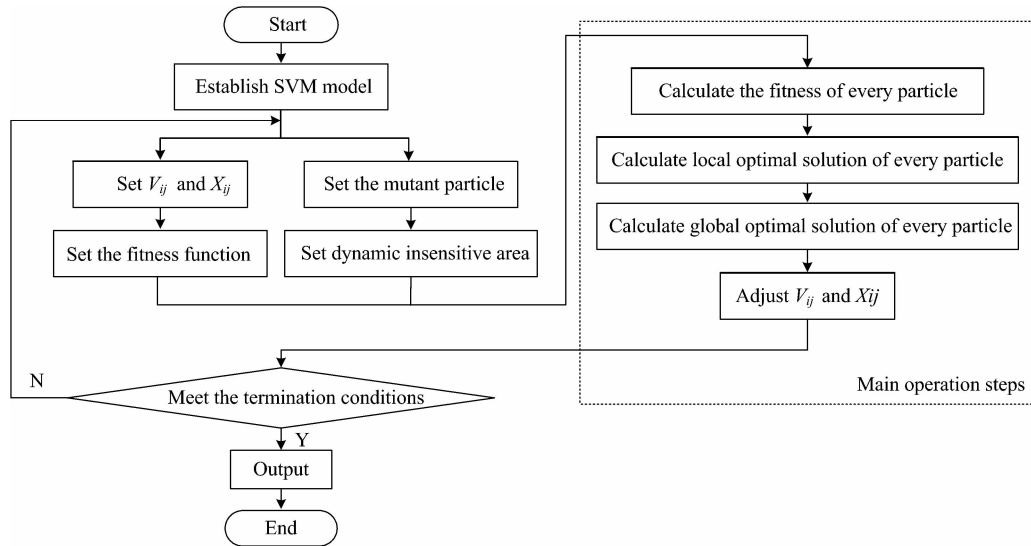 Start
Establish SVM model
Set Vij and Xij
Set the mutant particle
Set the fitness function
Set dynamic insensitive area
Calculate the fitness of every particle
Calculate local optimal solution of every particle
Calculate global optimal solution of every particle
Adjust Vij and Xij
Main operation steps
N
Meet the termination conditions
Y
Output
End